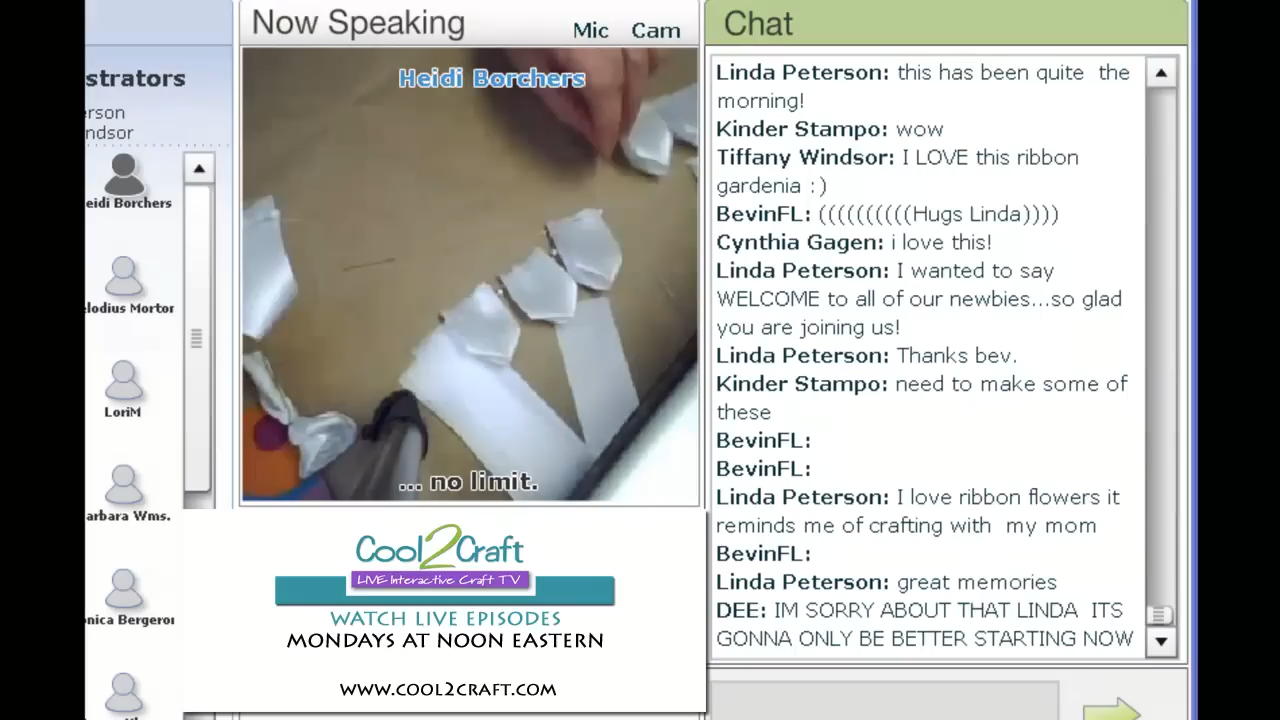 Now Speaking
Mic Cam
Chat
strators
erson
ndsor
eidi Borchers
elodius Mortor
LoriM
arbara Wms.
nica Bergeror
Heidi Borchers
... no limit.
Cool2Craft
LIVE Interactive Craft TV
WATCH LIVE EPISODES
MONDAYS AT NOON EASTERN
WWW.COOL2CRAFT.COM
Linda Peterson: this has been quite the
morning!
Kinder Stampo: wow
Tiffany Windsor: I LOVE this ribbon
gardenia :)
BevinFL: ((((((((((Hugs Linda))))
Cynthia Gagen: i love this!
Linda Peterson: I wanted to say
WELCOME to all of our newbies...so glad
you are joining us!
Linda Peterson: Thanks bev.
Kinder Stampo: need to make some of
these
BevinFL:
BevinFL:
Linda Peterson: I love ribbon flowers it
reminds me of crafting with my mom
BevinFL:
Linda Peterson: great memories
DEE: IM SORRY ABOUT THAT LINDA ITS
GONNA ONLY BE BETTER STARTING NOW